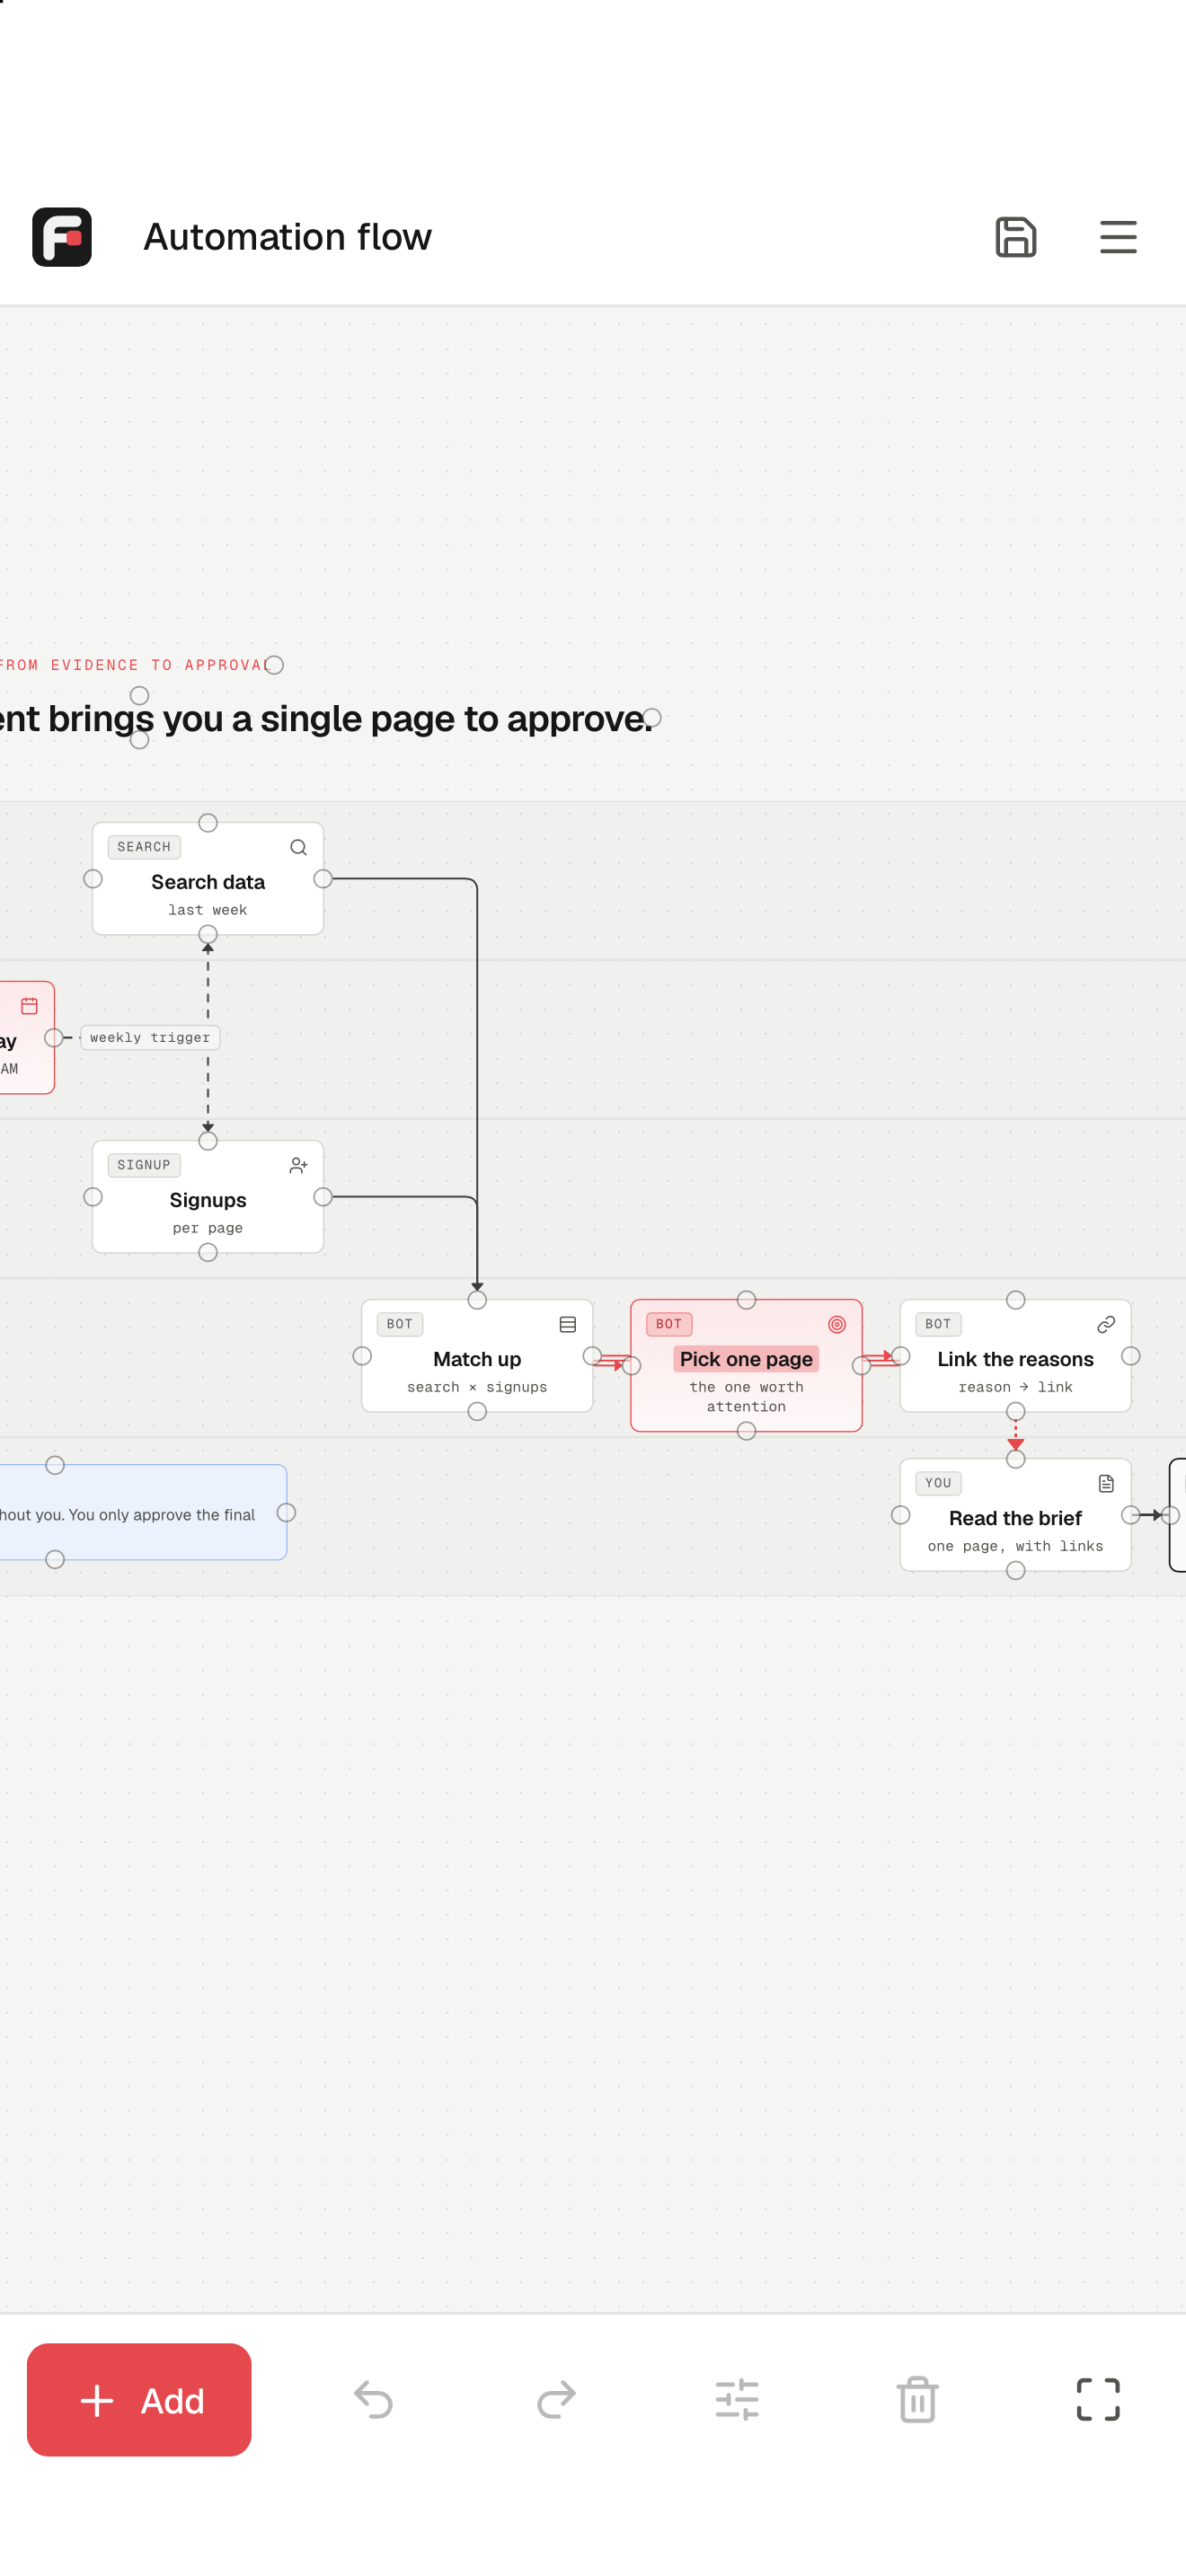 Automation flow
FROM EVIDENCE TO APPROVAL
ent brings you a single page to approve.
SEARCH
Search data
last week
ay
AM
weekly trigger
SIGNUP
Signups
per page
BOT
Match up
search × signups
BOT
Pick one page
the one worth
attention
BOT
Link the reasons
reason → link
hout you. You only approve the final
YOU
Read the brief
one page, with links
Add